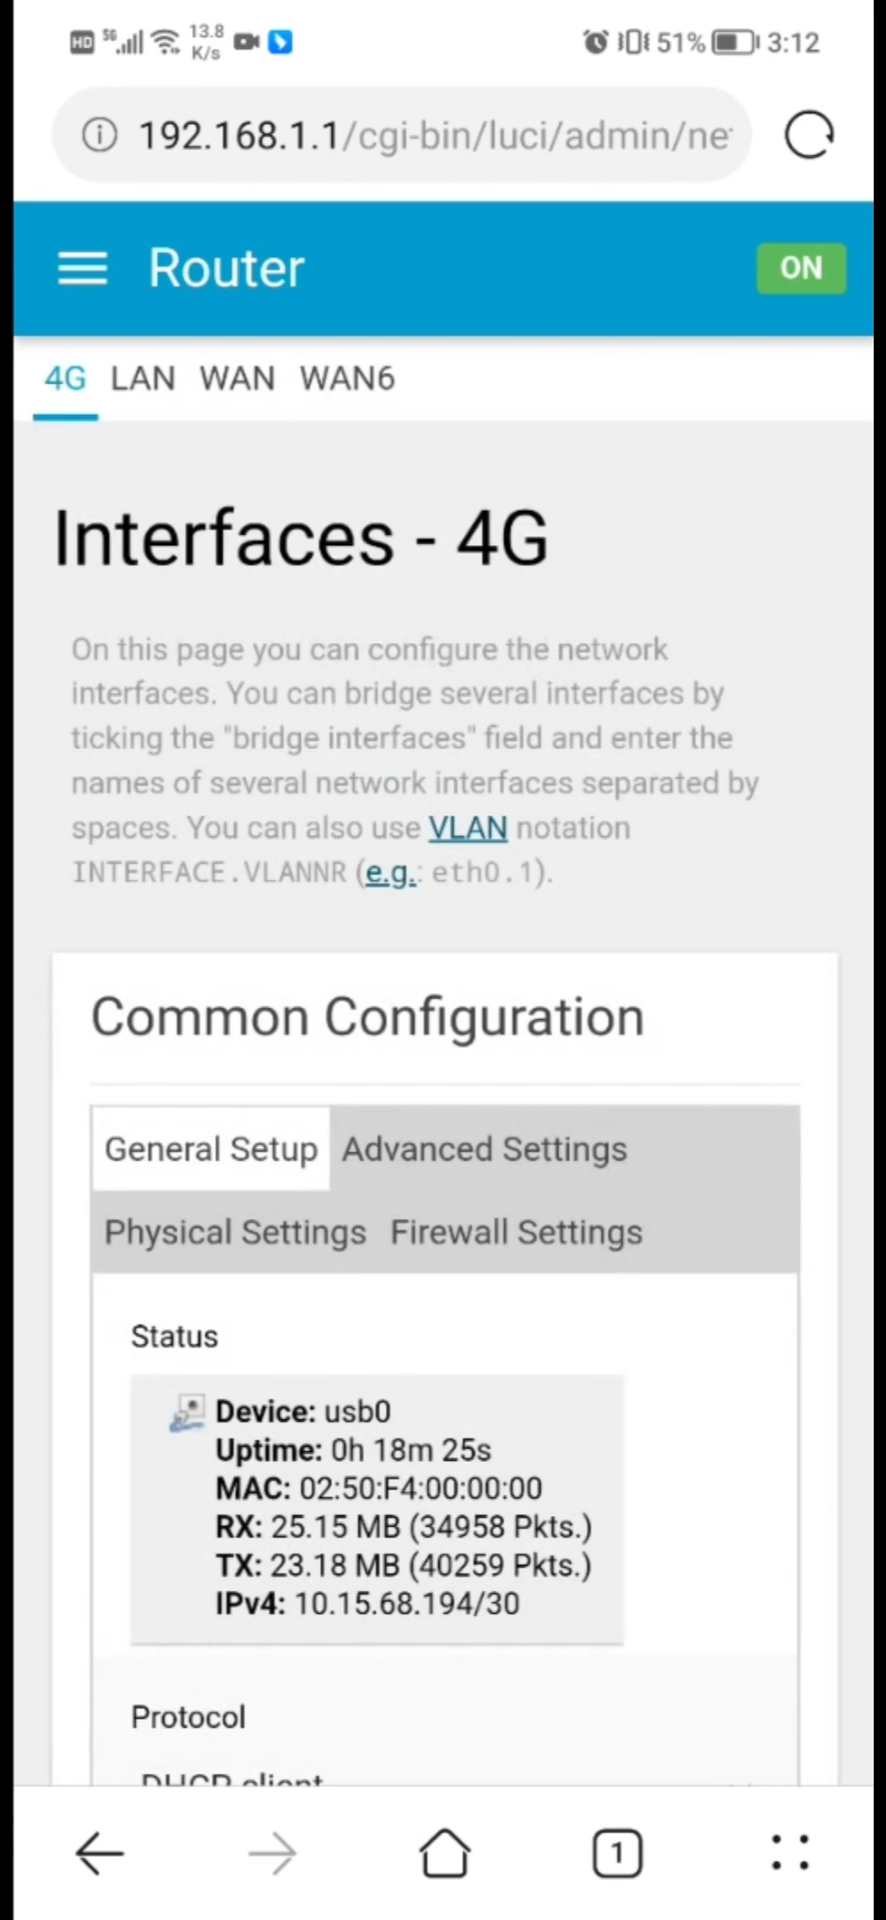 HD 5G 13.8 K/s 51% 3:12
192.168.1.1/cgi-bin/luci/admin/ne
Router ON
4G LAN WAN WAN6
Interfaces - 4G
On this page you can configure the network
interfaces. You can bridge several interfaces by
ticking the "bridge interfaces" field and enter the
names of several network interfaces separated by
spaces. You can also use VLAN notation
INTERFACE.VLANNR (e.g.: eth0.1).
Common Configuration
General Setup Advanced Settings
Physical Settings Firewall Settings
Status
Device: usb0
Uptime: 0h 18m 25s
MAC: 02:50:F4:00:00:00
RX: 25.15 MB (34958 Pkts.)
TX: 23.18 MB (40259 Pkts.)
IPv4: 10.15.68.194/30
Protocol
DHCP client
1